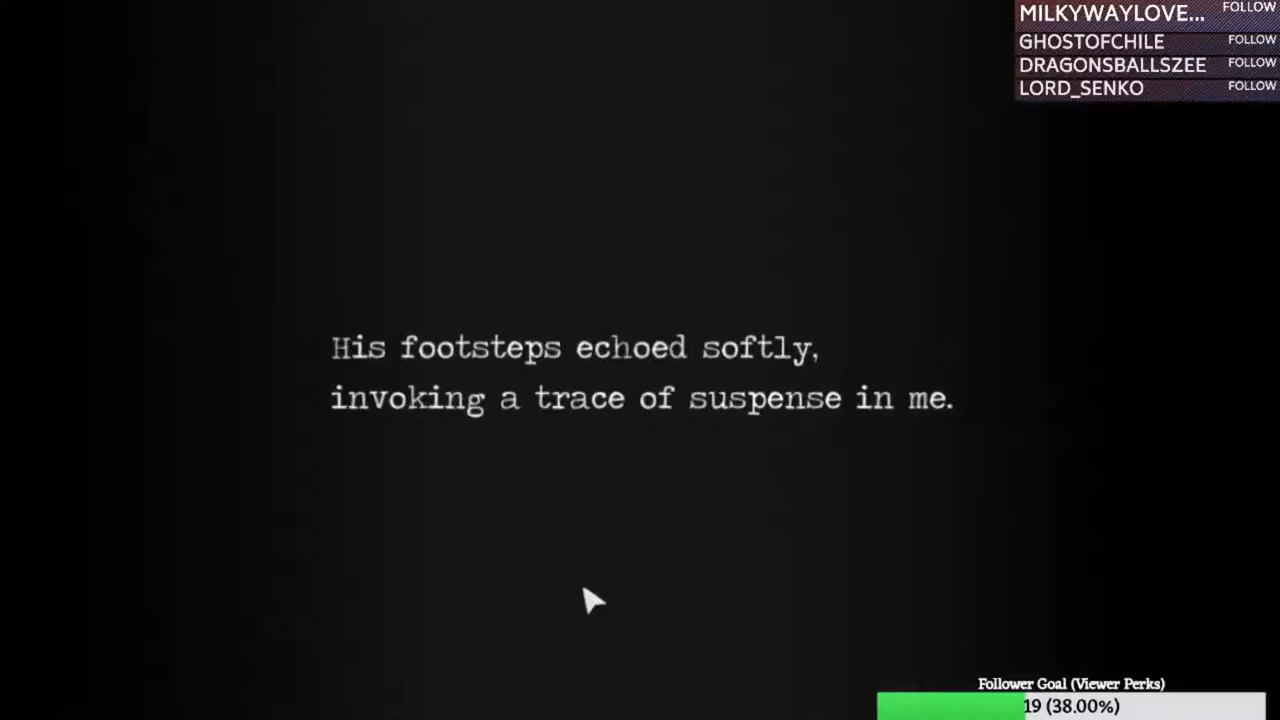 MILKYWAYLOVE... FOLLOW
GHOSTOFCHILE FOLLOW
DRAGONSBALLSZEE FOLLOW
LORD_SENKO FOLLOW
His footsteps echoed softly,
invoking a trace of suspense in me.
Follower Goal (Viewer Perks)
19 (38.00%)